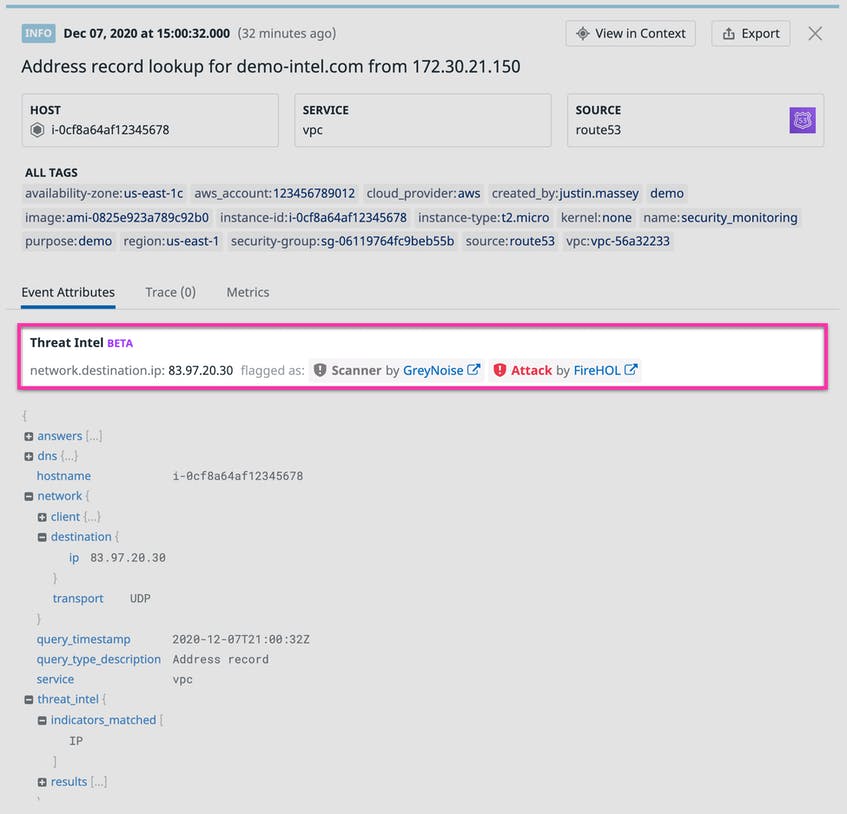 INFO Dec 07, 2020 at 15:00:32.000 (32 minutes ago) View in Context Export
Address record lookup for demo-intel.com from 172.30.21.150
HOST
i-0cf8a64af12345678
SERVICE
vpc
SOURCE
route53
53
ALL TAGS
availability-zone:us-east-1c aws_account:123456789012 cloud_provider:aws created_by:justin.massey demo
image:ami-0825e923a789c92b0 instance-id:i-0cf8a64af12345678 instance-type:t2.micro kernel:none name:security_monitoring
purpose:demo region:us-east-1 security-group:sg-06119764fc9beb55b source:route53 vpc:vpc-56a32233
Event Attributes Trace (0) Metrics
Threat Intel BETA
network.destination.ip: 83.97.20.30 flagged as: Scanner by GreyNoise Attack by FireHOL
{
answers [...]
dns {...}
hostname i-0cf8a64af12345678
network {
client {...}
destination {
ip 83.97.20.30
}
transport UDP
}
query_timestamp 2020-12-07T21:00:32Z
query_type_description Address record
service vpc
threat_intel {
indicators_matched [
IP
]
results [...]